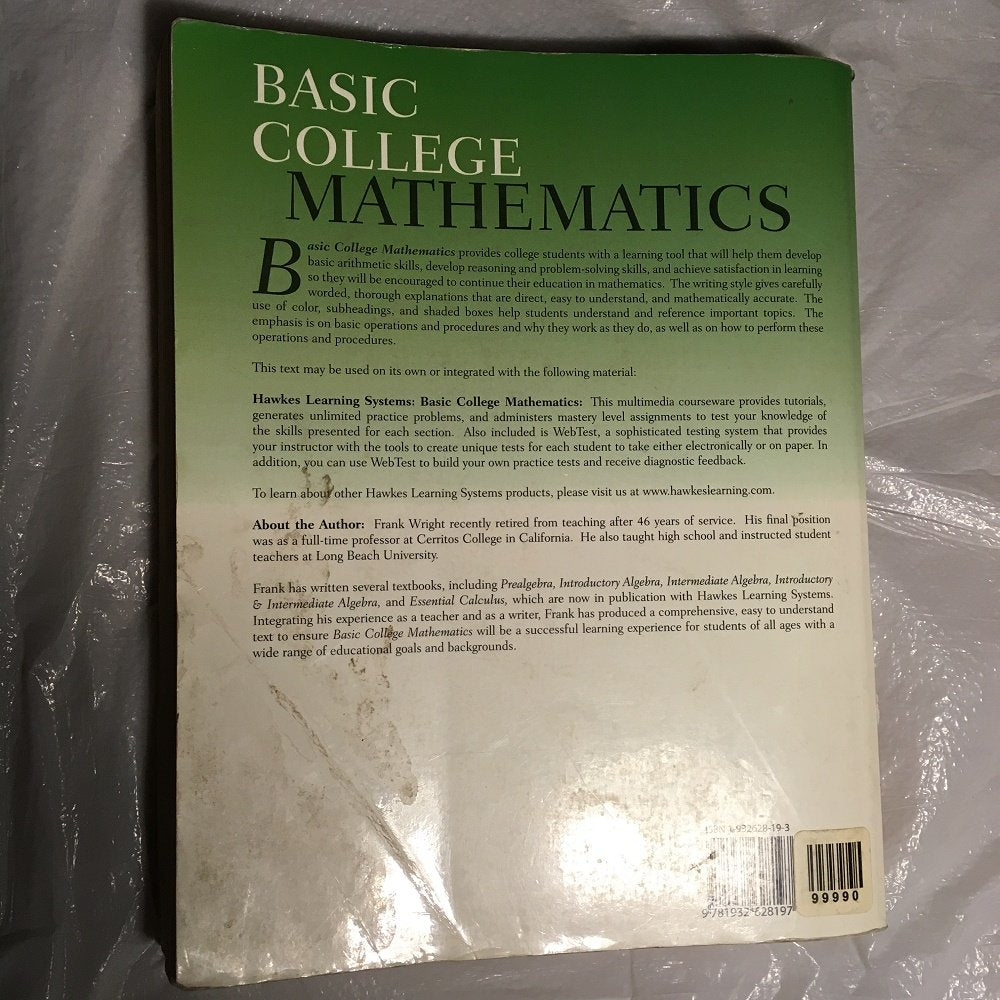 BASIC
COLLEGE
MATHEMATICS
Basic College Mathematics provides college students with a learning tool that will help them develop
basic arithmetic skills, develop reasoning and problem-solving skills, and achieve satisfaction in learning
so they will be encouraged to continue their education in mathematics. The writing style gives carefully
worded, thorough explanations that are direct, easy to understand, and mathematically accurate. The
use of color, subheadings, and shaded boxes help students understand and reference important topics. The
emphasis is on basic operations and procedures and why they work as they do, as well as on how to perform these
operations and procedures.
This text may be used on its own or integrated with the following material:
Hawkes Learning Systems: Basic College Mathematics: This multimedia courseware provides tutorials,
generates unlimited practice problems, and administers mastery level assignments to test your knowledge of
the skills presented for each section. Also included is WebTest, a sophisticated testing system that provides
your instructor with the tools to create unique tests for each student to take either electronically or on paper. In
addition, you can use WebTest to build your own practice tests and receive diagnostic feedback.
To learn about other Hawkes Learning Systems products, please visit us at www.hawkeslearning.com.
About the Author: Frank Wright recently retired from teaching after 46 years of service. His final position
was as a full-time professor at Cerritos College in California. He also taught high school and instructed student
teachers at Long Beach University.
Frank has written several textbooks, including Prealgebra, Introductory Algebra, Intermediate Algebra, Introductory
& Intermediate Algebra, and Essential Calculus, which are now in publication with Hawkes Learning Systems.
Integrating his experience as a teacher and as a writer, Frank has produced a comprehensive, easy to understand
text to ensure Basic College Mathematics will be a successful learning experience for students of all ages with a
wide range of educational goals and backgrounds.
ISBN 1-932628-19-3
9 781932 628197
99990